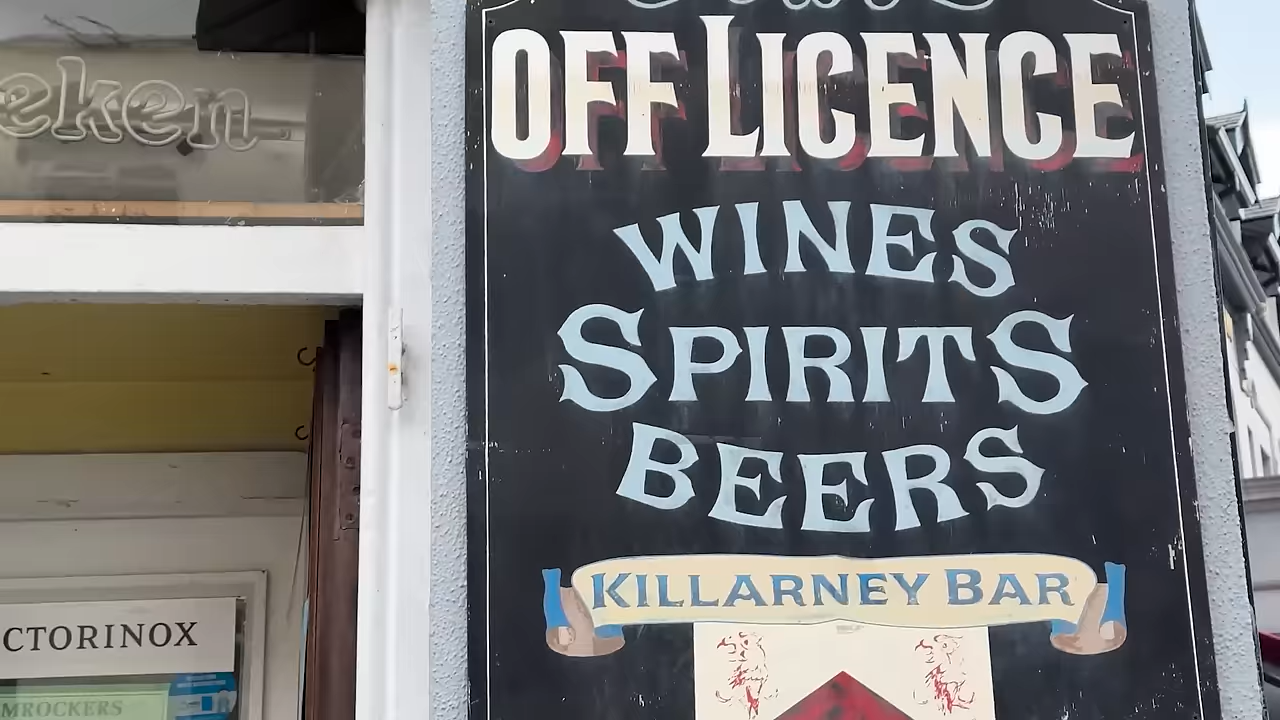 eken
OFF LICENCE
WINES
SPIRITS
BEERS
KILLARNEY BAR
CTORINOX
MROCKERS